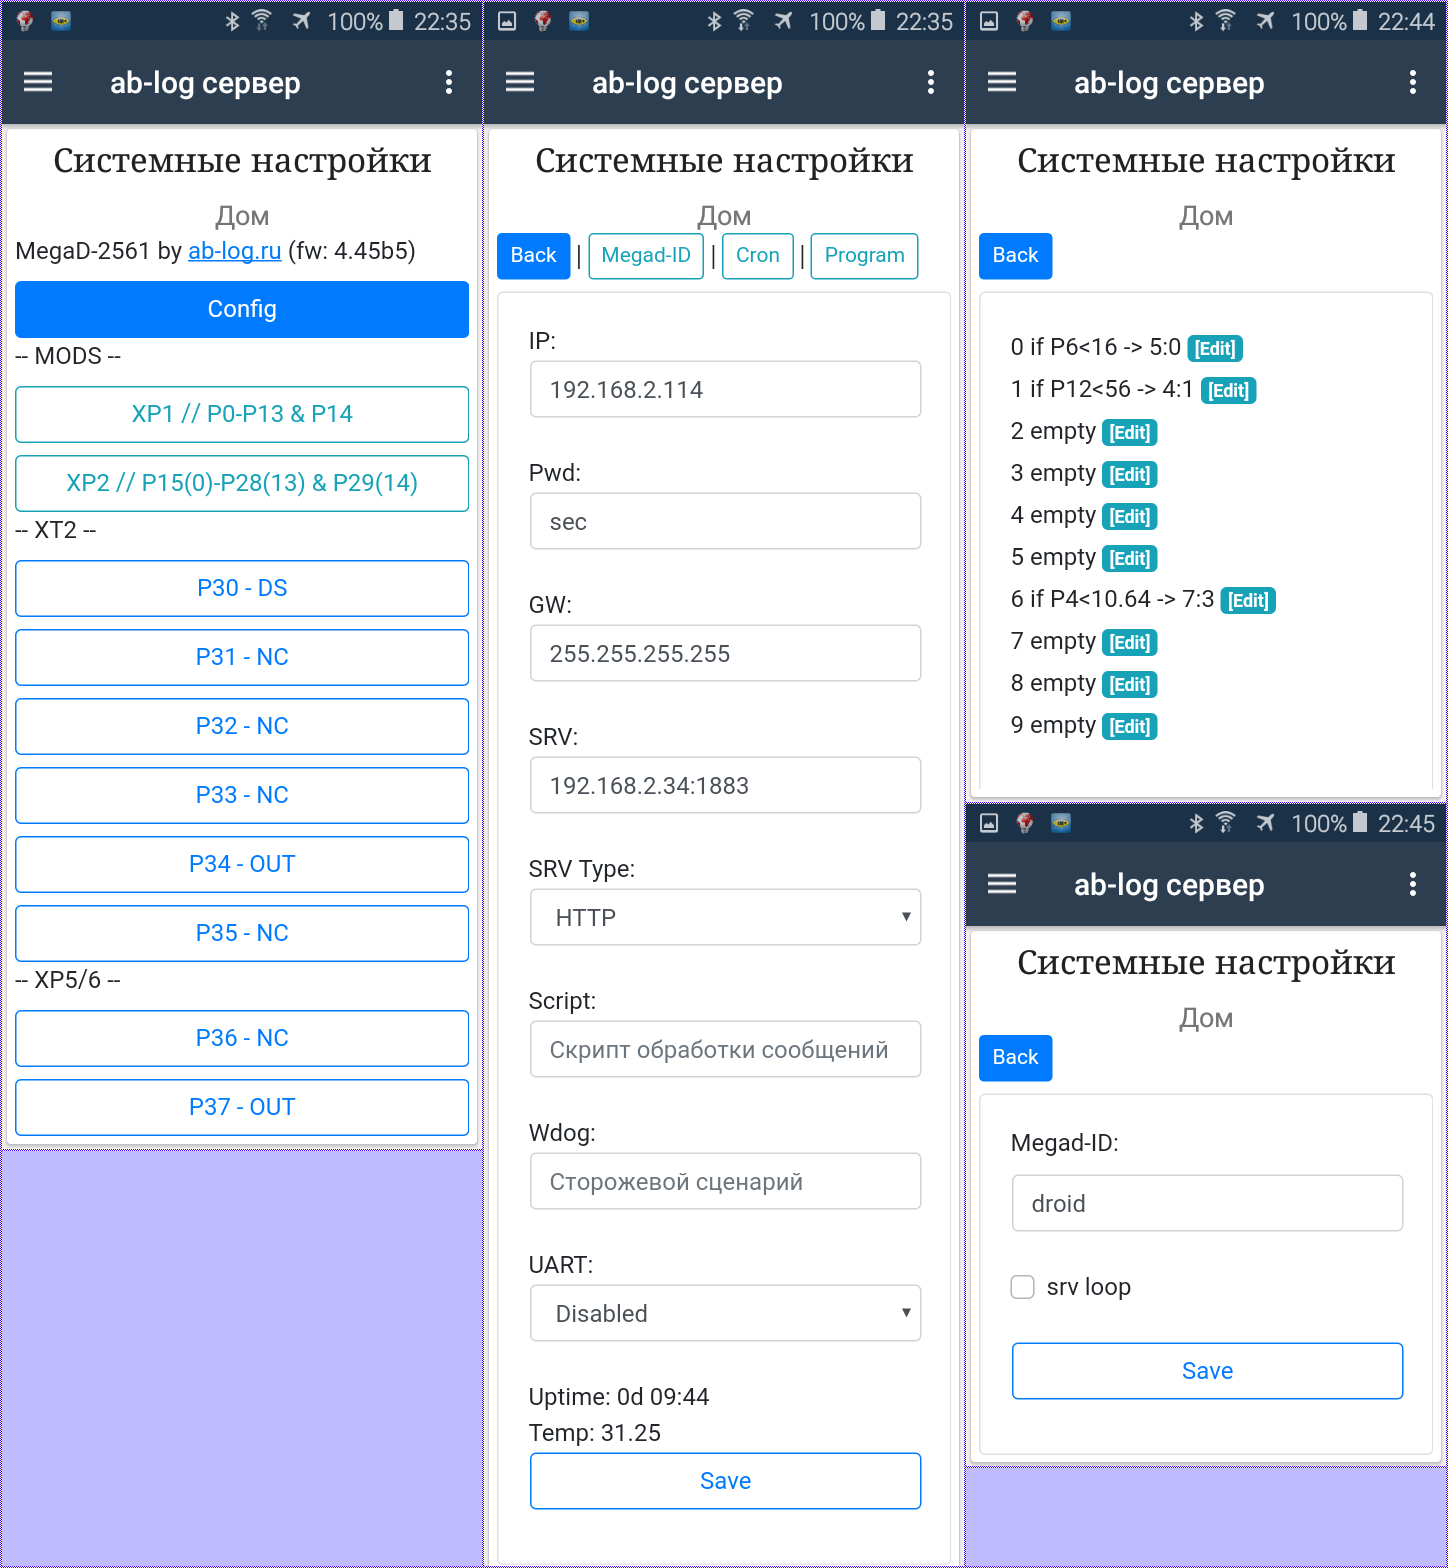 100% 22:35
ab-log сервер
Системные настройки
Дом
MegaD-2561 by ab-log.ru (fw: 4.45b5)
Config
-- MODS --
XP1 // P0-P13 & P14
XP2 // P15(0)-P28(13) & P29(14)
-- XT2 --
P30 - DS
P31 - NC
P32 - NC
P33 - NC
P34 - OUT
P35 - NC
-- XP5/6 --
P36 - NC
P37 - OUT
100% 22:35
ab-log сервер
Системные настройки
Дом
Back | Megad-ID | Cron | Program
IP:
192.168.2.114
Pwd:
sec
GW:
255.255.255.255
SRV:
192.168.2.34:1883
SRV Type:
HTTP
Script:
Скрипт обработки сообщений
Wdog:
Сторожевой сценарий
UART:
Disabled
Uptime: 0d 09:44
Temp: 31.25
Save
100% 22:44
ab-log сервер
Системные настройки
Дом
Back
0 if P6<16 -> 5:0 [Edit]
1 if P12<56 -> 4:1 [Edit]
2 empty [Edit]
3 empty [Edit]
4 empty [Edit]
5 empty [Edit]
6 if P4<10.64 -> 7:3 [Edit]
7 empty [Edit]
8 empty [Edit]
9 empty [Edit]
100% 22:45
ab-log сервер
Системные настройки
Дом
Back
Megad-ID:
droid
srv loop
Save